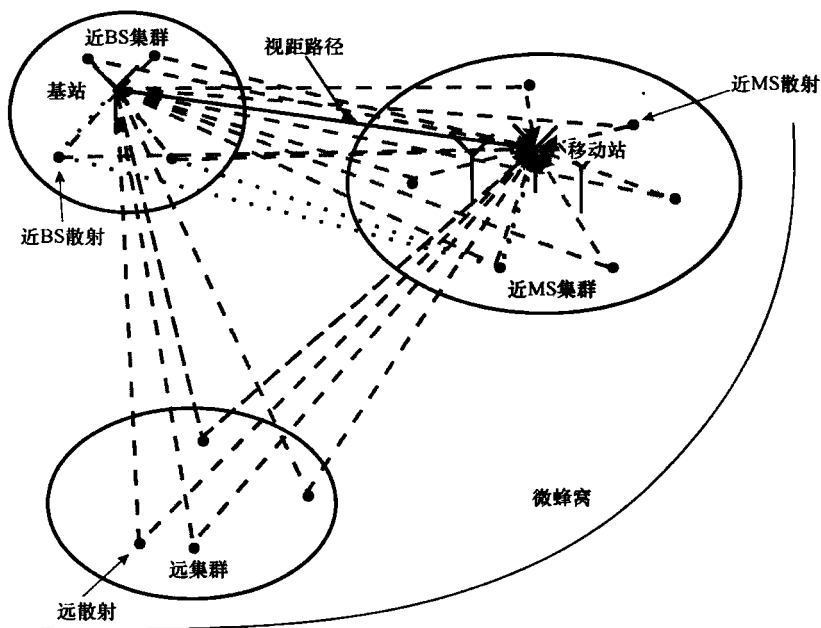 近BS集群
视距路径
基站
近MS散射
移动站
近BS散射
近MS集群
微蜂窝
远集群
远散射